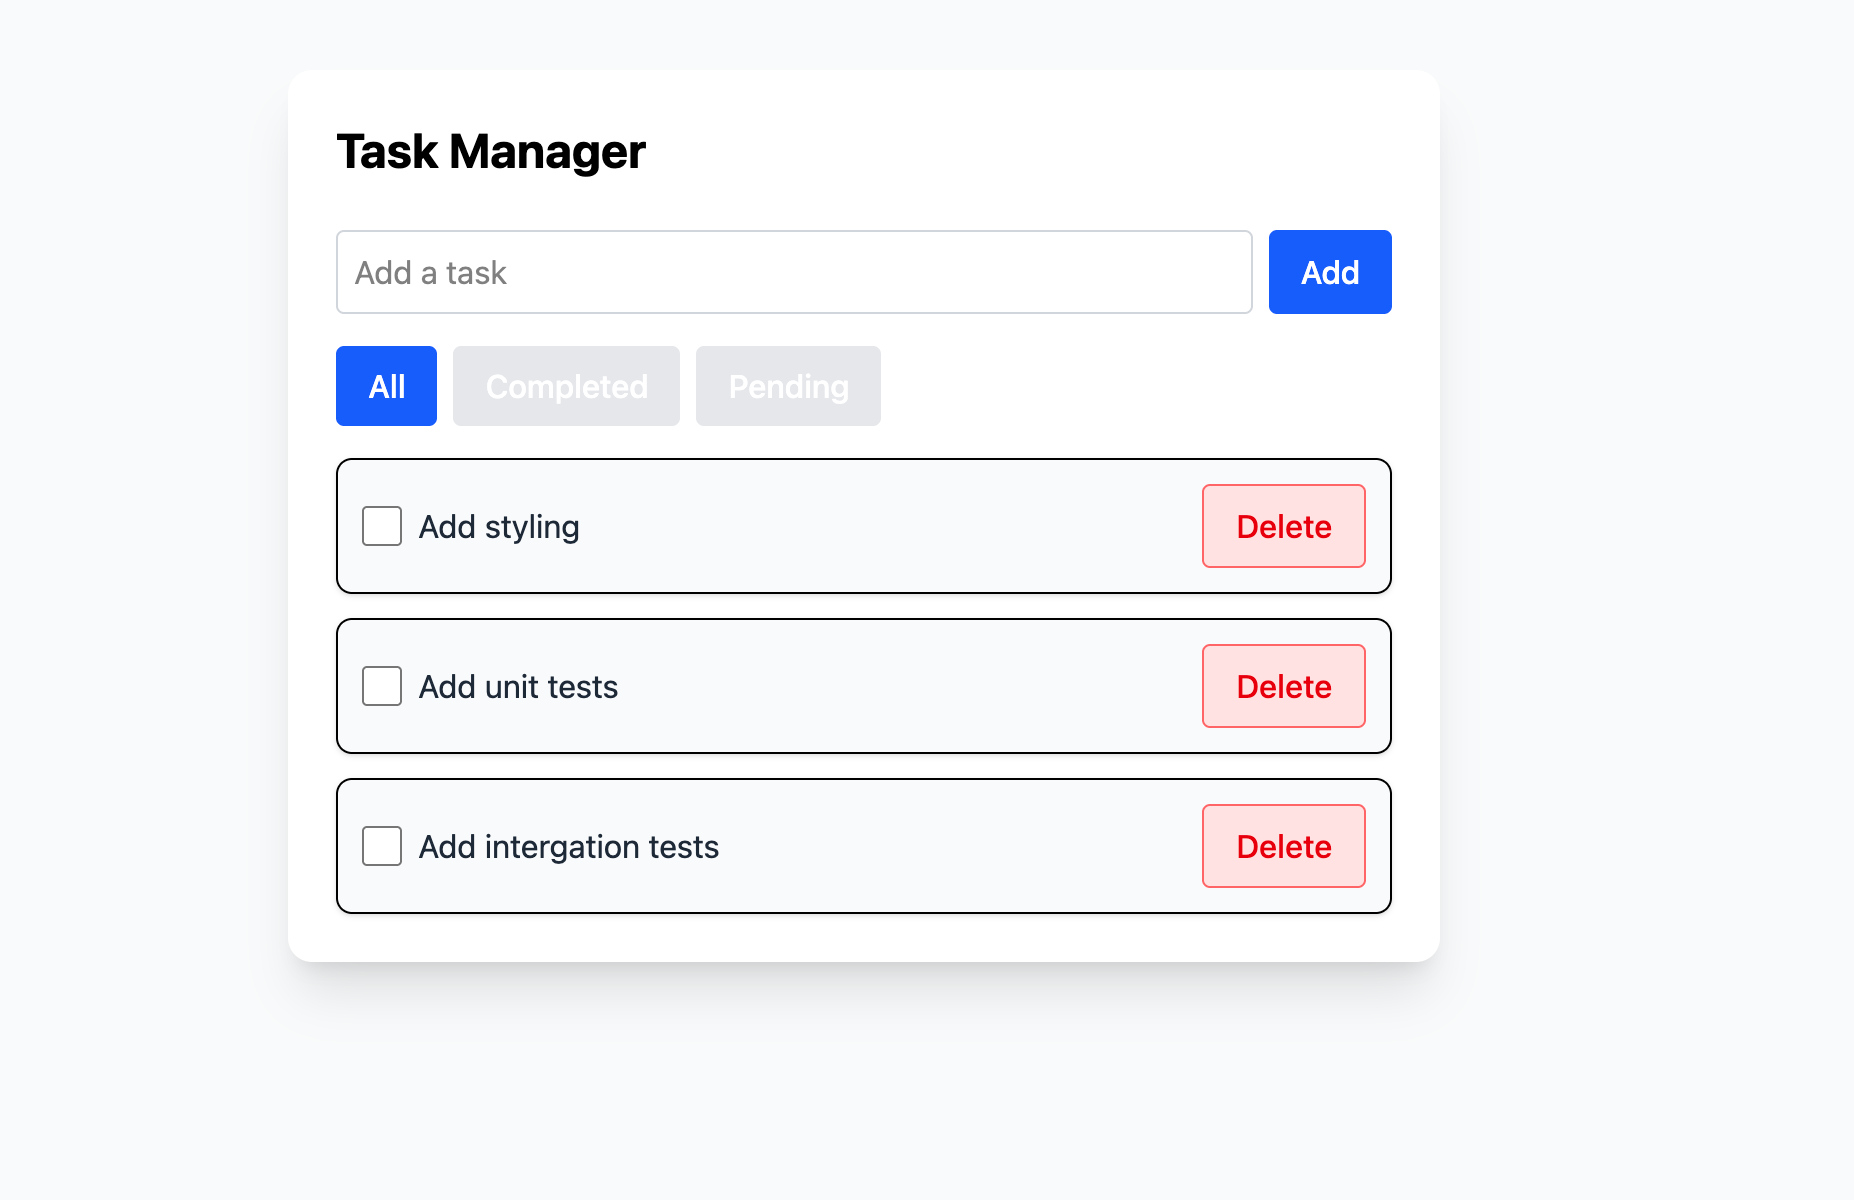 Task Manager
Add a task
Add
All
Completed
Pending
Add styling
Delete
Add unit tests
Delete
Add intergation tests
Delete